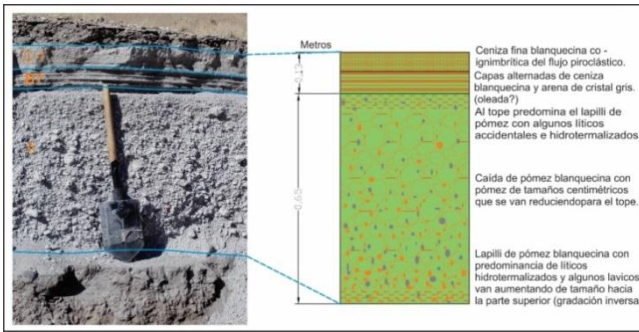 Metros
Ceniza fina blanquecina co -
ignimbrítica del flujo piroclástico.
Capas alternadas de ceniza
blanquecina y arena de cristal gris.
(oleada?)
Al tope predomina el lapilli de
pómez con algunos líticos
accidentales e hidrotermalizados
Caída de pómez blanquecina con
pómez de tamaños centimétricos
que se van reduciendopara el tope.
Lapilli de pómez blanquecina con
predominancia de líticos
hidrotermalizados y algunos lavicos
van aumentando de tamaño hacia
la parte superior (gradación inversa